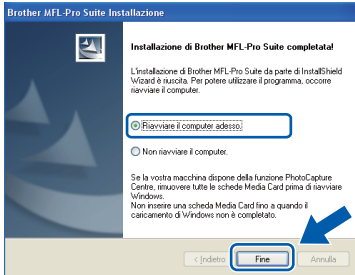 Brother MFL-Pro Suite Installazione
Installazione di Brother MFL-Pro Suite completata!
L'installazione di Brother MFL-Pro Suite da parte di InstallShield
Wizard è riuscita. Per potere utilizzare il programma, occorre
riavviare il computer.
Riavviare il computer adesso.
Non riavviare il computer.
Se la vostra macchina dispone della funzione PhotoCapture
Centre, rimuovere tutte le schede Media Card prima di riavviare
Windows.
Non inserire una scheda Media Card fino a quando il
caricamento di Windows non è completato.
< Indietro
Fine
Annulla